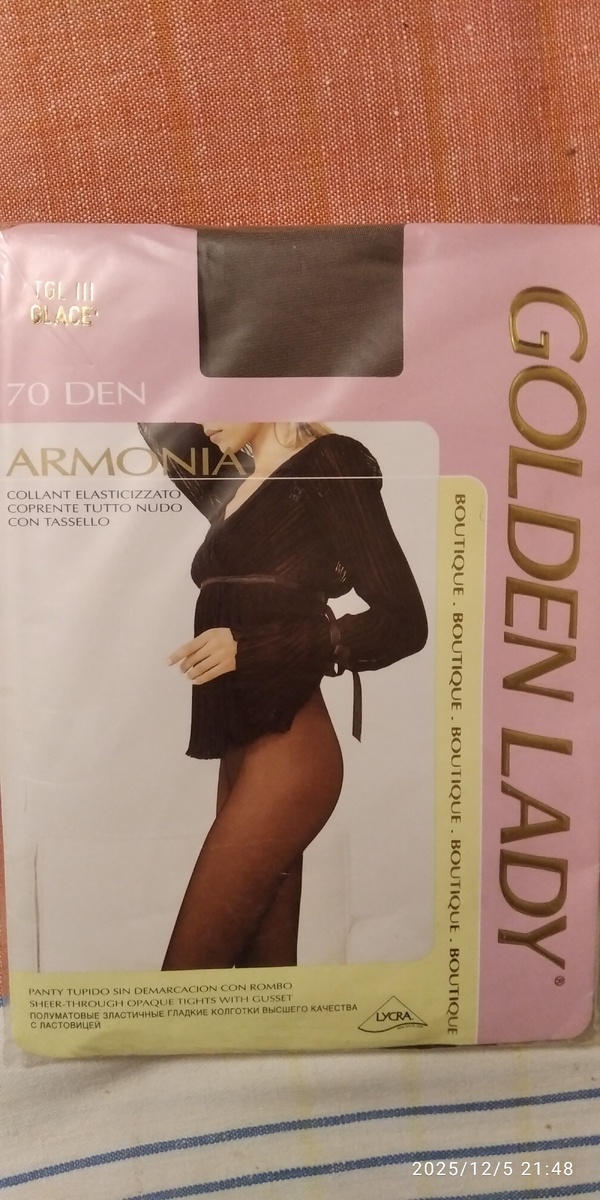 TGL III
GLACE'
70 DEN
ARMONIA
COLLANT ELASTICIZZATO
COPRENTE TUTTO NUDO
CON TASSELLO
GOLDEN LADY®
BOUTIQUE . BOUTIQUE . BOUTIQUE . BOUTIQUE . BOUTIQUE
PANTY TUPIDO SIN DEMARCACION CON ROMBO
SHEER-THROUGH OPAQUE TIGHTS WITH GUSSET
ПОЛУМАТОВЫЕ ЭЛАСТИЧНЫЕ ГЛАДКИЕ КОЛГОТКИ ВЫСШЕГО КАЧЕСТВА
С ЛАСТОВИЦЕЙ
LYCRA
2025/12/5 21:48